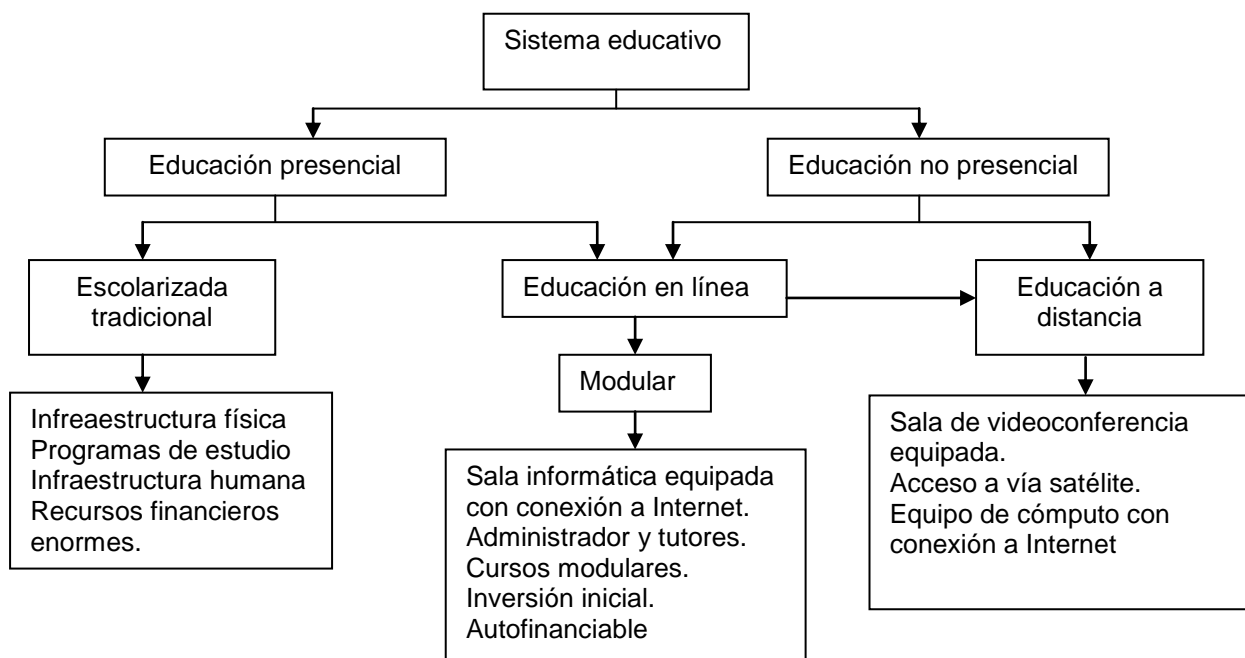 Sistema educativo
Educación presencial
Educación no presencial
Escolarizada
tradicional
Educación en línea
Educación a
distancia
Modular
Infreaestructura física
Programas de estudio
Infraestructura humana
Recursos financieros
enormes.
Sala informática equipada
con conexión a Internet.
Administrador y tutores.
Cursos modulares.
Inversión inicial.
Autofinanciable
Sala de videoconferencia
equipada.
Acceso a vía satélite.
Equipo de cómputo con
conexión a Internet